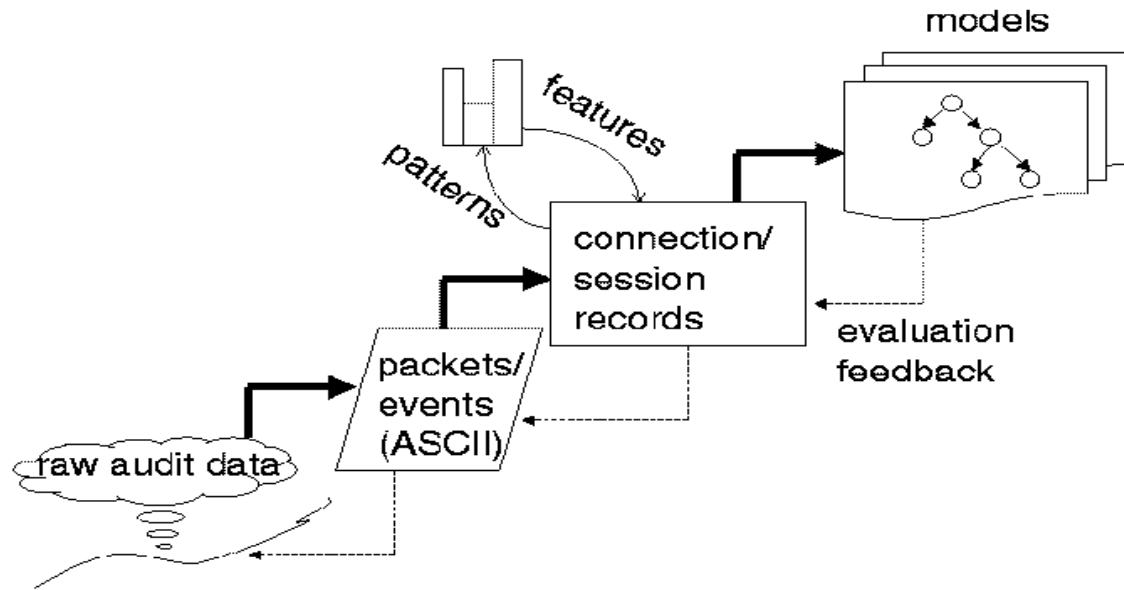 models
features
patterns
connection/
session
records
evaluation
feedback
packets/
events
(ASCII)
raw audit data